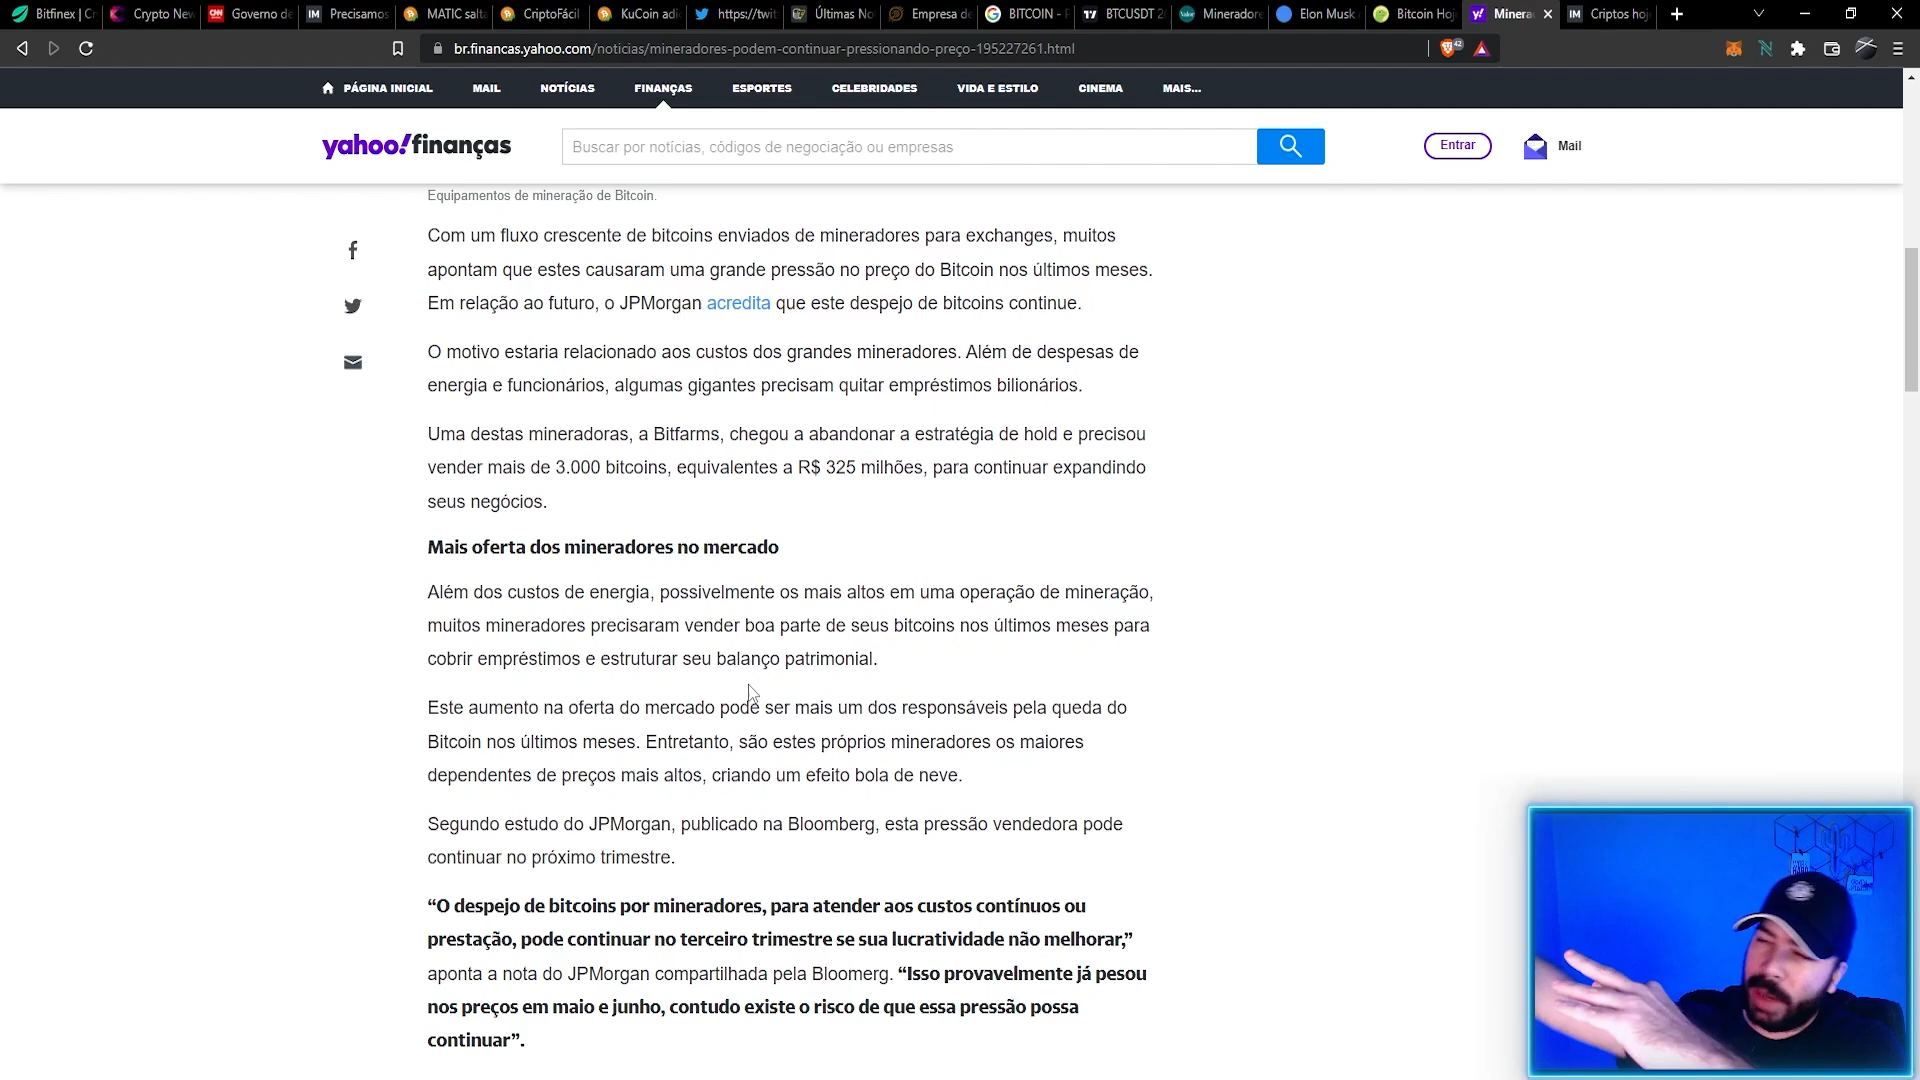 Bitfinex | C
Crypto New
Governo de
Precisamos
MATIC salt
CriptoFácil
KuCoin adi
https://twit
Últimas No
Empresa de
BITCOIN - P
BTCUSDT 2
Minerador
Elon Musk
Bitcoin Hoj
Minera
Criptos hoj
br.financas.yahoo.com/noticias/mineradores-podem-continuar-pressionando-preço-195227261.html
42
PÁGINA INICIAL
MAIL
NOTÍCIAS
FINANÇAS
ESPORTES
CELEBRIDADES
VIDA E ESTILO
CINEMA
MAIS...
yahoo!finanças
Buscar por notícias, códigos de negociação ou empresas
Entrar
Mail
Equipamentos de mineração de Bitcoin.
Com um fluxo crescente de bitcoins enviados de mineradores para exchanges, muitos
apontam que estes causaram uma grande pressão no preço do Bitcoin nos últimos meses.
Em relação ao futuro, o JPMorgan acredita que este despejo de bitcoins continue.
O motivo estaria relacionado aos custos dos grandes mineradores. Além de despesas de
energia e funcionários, algumas gigantes precisam quitar empréstimos bilionários.
Uma destas mineradoras, a Bitfarms, chegou a abandonar a estratégia de hold e precisou
vender mais de 3.000 bitcoins, equivalentes a R$ 325 milhões, para continuar expandindo
seus negócios.
Mais oferta dos mineradores no mercado
Além dos custos de energia, possivelmente os mais altos em uma operação de mineração,
muitos mineradores precisaram vender boa parte de seus bitcoins nos últimos meses para
cobrir empréstimos e estruturar seu balanço patrimonial.
Este aumento na oferta do mercado pode ser mais um dos responsáveis pela queda do
Bitcoin nos últimos meses. Entretanto, são estes próprios mineradores os maiores
dependentes de preços mais altos, criando um efeito bola de neve.
Segundo estudo do JPMorgan, publicado na Bloomberg, esta pressão vendedora pode
continuar no próximo trimestre.
“O despejo de bitcoins por mineradores, para atender aos custos contínuos ou
prestação, pode continuar no terceiro trimestre se sua lucratividade não melhorar,”
aponta a nota do JPMorgan compartilhada pela Bloomerg. “Isso provavelmente já pesou
nos preços em maio e junho, contudo existe o risco de que essa pressão possa
continuar”.